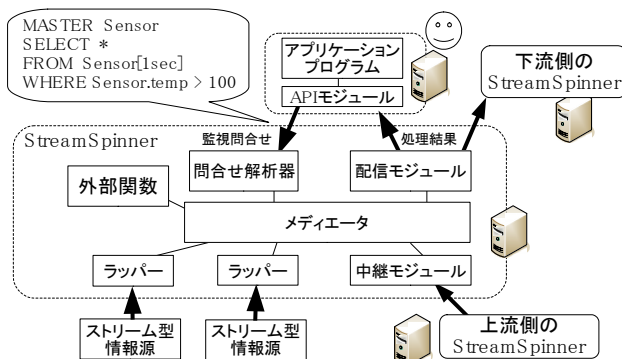 MASTER Sensor
SELECT *
FROM Sensor[1sec]
WHERE Sensor.temp > 100
アプリケーション
プログラム
APIモジュール
下流側の
StreamSpinner
StreamSpinner
監視問合せ
処理結果
問合せ解析器
配信モジュール
外部関数
メディエータ
ラッパー
ラッパー
中継モジュール
ストリーム型
情報源
ストリーム型
情報源
上流側の
StreamSpinner